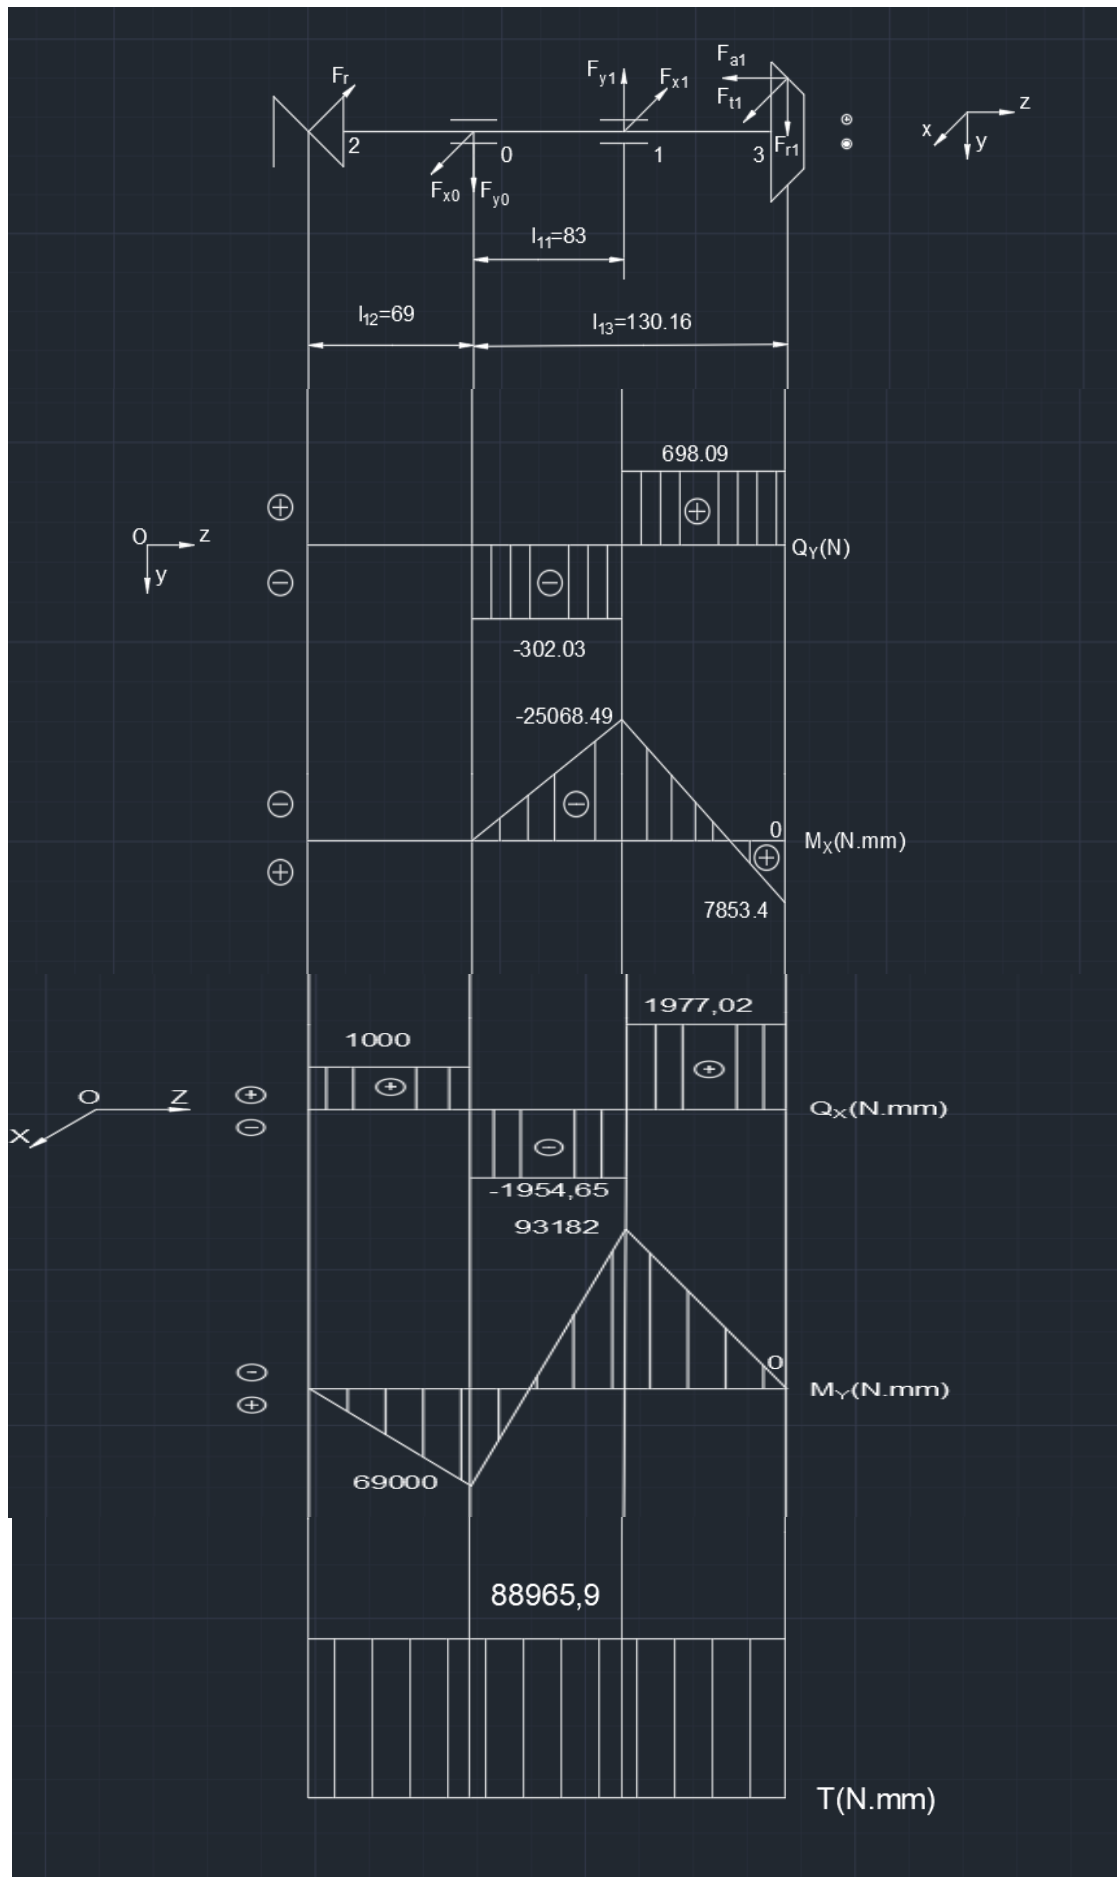 Fr
Fy1
Fx1
Fa1
Ft1
Fr1
z
x
y
2
0
1
3
Fx0
Fy0
l11=83
l12=69
l13=130.16
698.09
+
+
O
z
QY(N)
y
−
−
-302.03
-25068.49
−
−
0
MX(N.mm)
+
+
7853.4
1977,02
1000
+
+
+
O
Z
QX(N.mm)
X
−
−
-1954,65
93182
−
0
MY(N.mm)
+
69000
88965,9
T(N.mm)